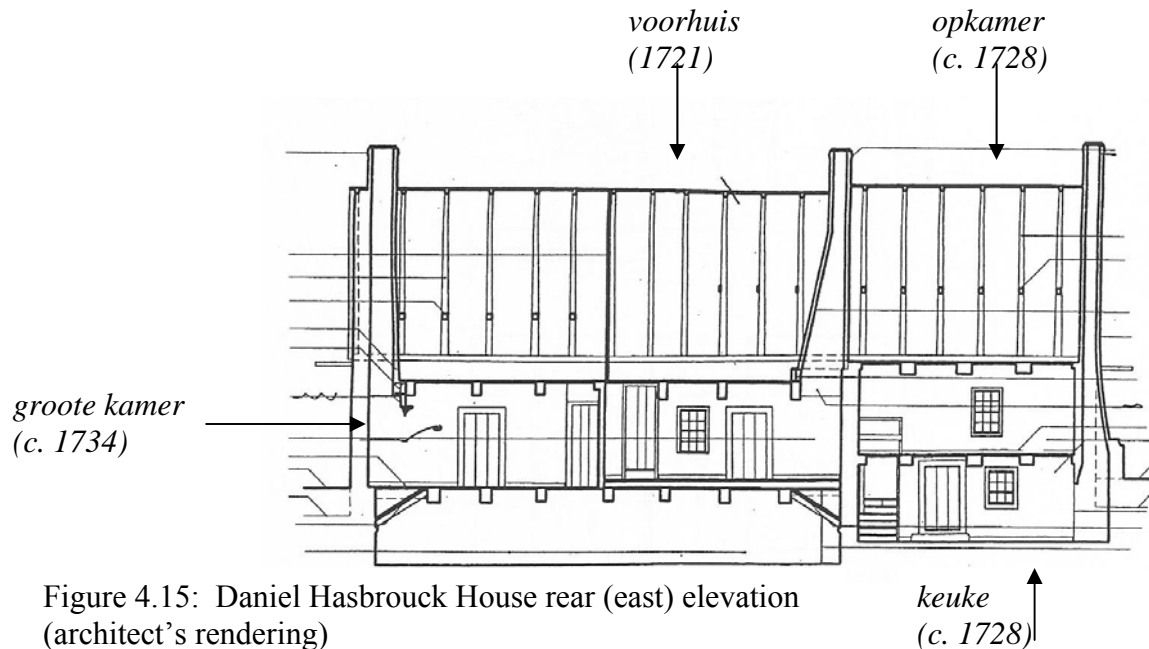 voorhuis
(1721)
opkamer
(c. 1728)
groote kamer
(c. 1734)
Figure 4.15:  Daniel Hasbrouck House rear (east) elevation
(architect’s rendering)
keuke
(c. 1728)